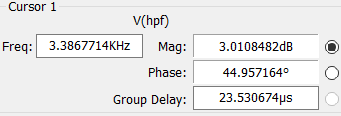 Cursor 1
V(hpf)
Freq: 3.3867714KHz Mag: 3.0108482dB
Phase: 44.957164°
Group Delay: 23.530674µs